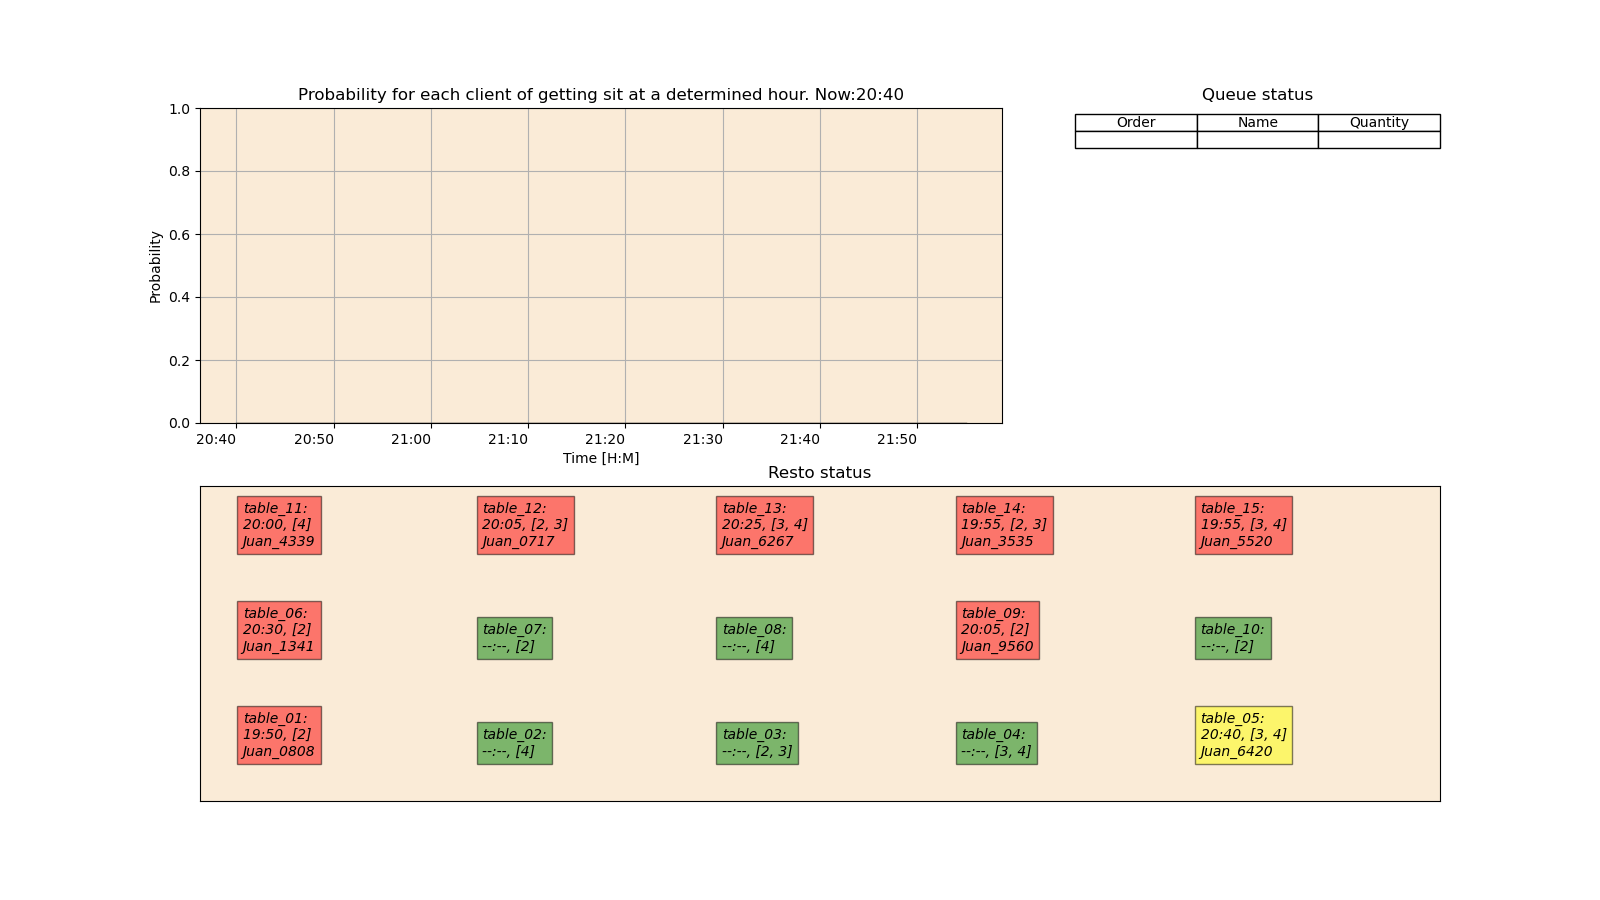 Probability for each client of getting sit at a determined hour. Now:20:40
1.0
0.8
0.6
0.4
0.2
0.0
Probability
20:40 20:50 21:00 21:10 21:20 21:30 21:40 21:50
Time [H:M]
Queue status
Order Name Quantity
Resto status
table_11:
20:00, [4]
Juan_4339
table_12:
20:05, [2, 3]
Juan_0717
table_13:
20:25, [3, 4]
Juan_6267
table_14:
19:55, [2, 3]
Juan_3535
table_15:
19:55, [3, 4]
Juan_5520
table_06:
20:30, [2]
Juan_1341
table_07:
--:--, [2]
table_08:
--:--, [4]
table_09:
20:05, [2]
Juan_9560
table_10:
--:--, [2]
table_01:
19:50, [2]
Juan_0808
table_02:
--:--, [4]
table_03:
--:--, [2, 3]
table_04:
--:--, [3, 4]
table_05:
20:40, [3, 4]
Juan_6420